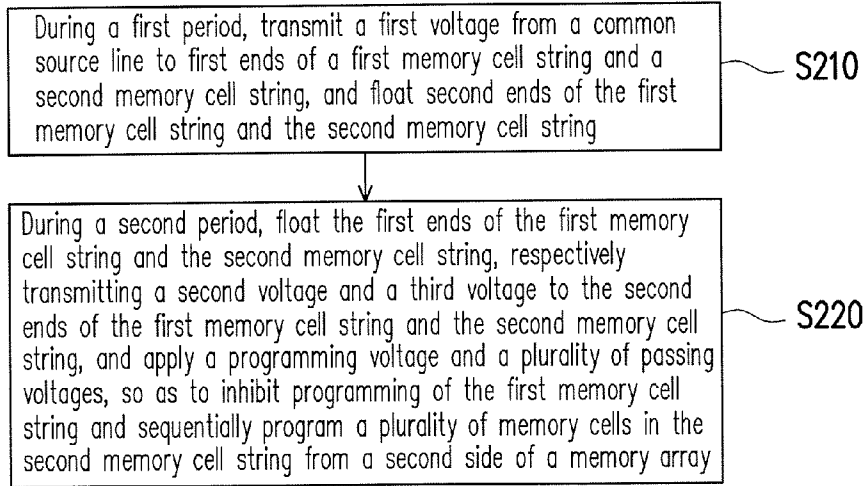 During a first period, transmit a first voltage from a common
source line to first ends of a first memory cell string and a
second memory cell string, and float second ends of the first
memory cell string and the second memory cell string
S210
During a second period, float the first ends of the first memory
cell string and the second memory cell string, respectively
transmitting a second voltage and a third voltage to the second
ends of the first memory cell string and the second memory cell
string, and apply a programming voltage and a plurality of passing
voltages, so as to inhibit programming of the first memory cell
string and sequentially program a plurality of memory cells in the
second memory cell string from a second side of a memory array
S220